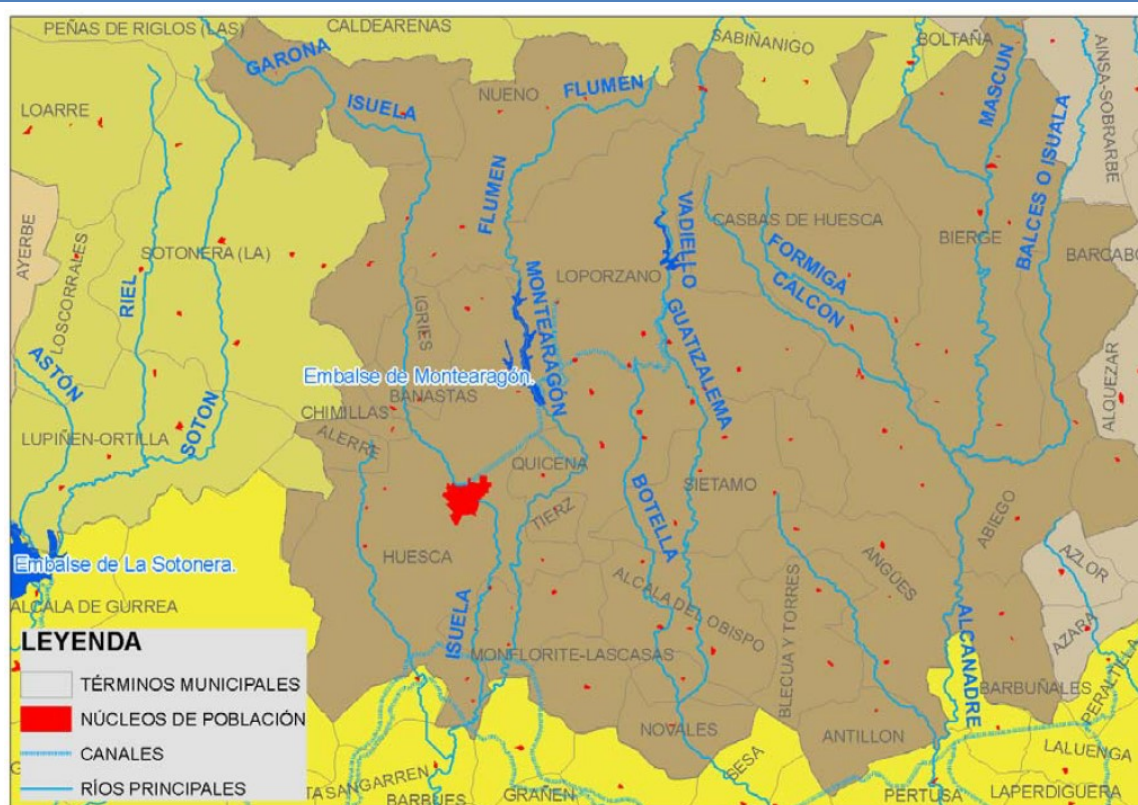 PEÑAS DE RIGLOS (LAS)
CALDEARENAS
SABIÑANIGO
BOLTAÑA
AINSA-SOBRARBE
GARONA
ISUELA
NUENO
FLUMEN
MASCUN
LOARRE
FLUMEN
VADIELLO
CASBAS DE HUESCA
BIERGE
BALCES O ISUALA
BARCABO
AYERBE
LOSCORRALES
SOTONERA (LA)
RIEL
LOPORZANO
FORMIGA
CALCON
IGRIES
MONTEARAGÓN
GUATIZALEMA
ASTÓN
Embalse de Montearagón.
BANASTAS
CHIMILLAS
ALERRE
ALQUEZAR
LUPIÑEN-ORTILLA
SOTON
QUICENA
TIERZ
BOTELLA
SIETAMO
ABIEGO
HUESCA
ANGUES
AZLOR
Embalse de La Sotonera.
ALCALA DE GURREA
ISUELA
ALCALA DEL OBISPO
BLECUA Y TORRES
ALCANADRE
AZARA
PERALTILLA
MONFLORITE-LASCASAS
BARBUÑALES
NOVALES
ANTILLON
SESA
LALUENGA
SANGARREN
BARBUES
GRAÑEN
PERTUSA
LAPERDIGUERA
LEYENDA
TÉRMINOS MUNICIPALES
NÚCLEOS DE POBLACIÓN
CANALES
RÍOS PRINCIPALES